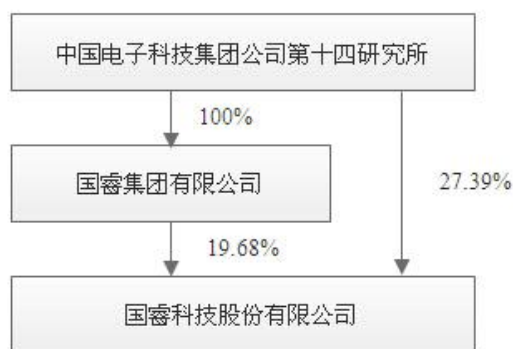 中国电子科技集团公司第十四研究所
100%
国睿集团有限公司
27.39%
19.68%
国睿科技股份有限公司